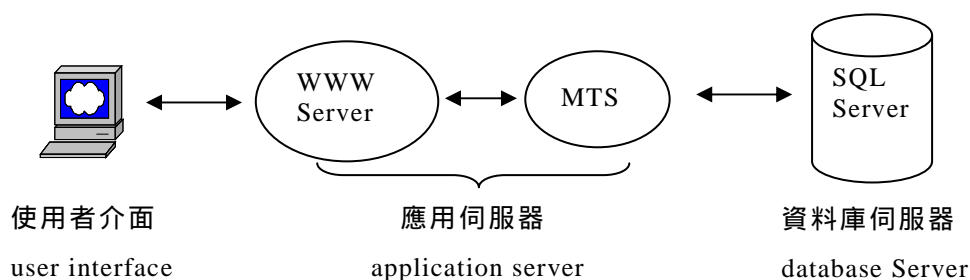 WWW
Server
MTS
SQL
Server
使用者介面
應用伺服器
資料庫伺服器
user interface
application server
database Server